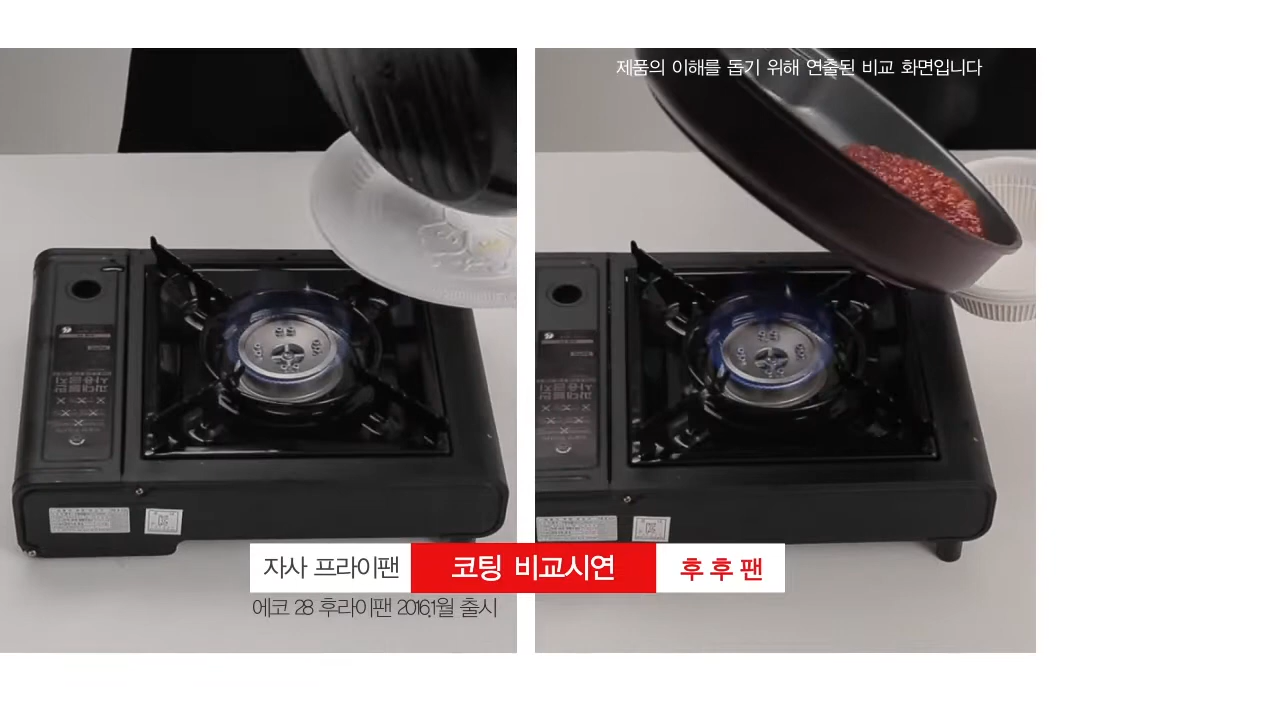 제품의 이해를 돕기 위해 연출된 비교 화면입니다
자사 프라이팬
코팅 비교시연
후후팬
에코 28 후라이팬 2016.1월 출시